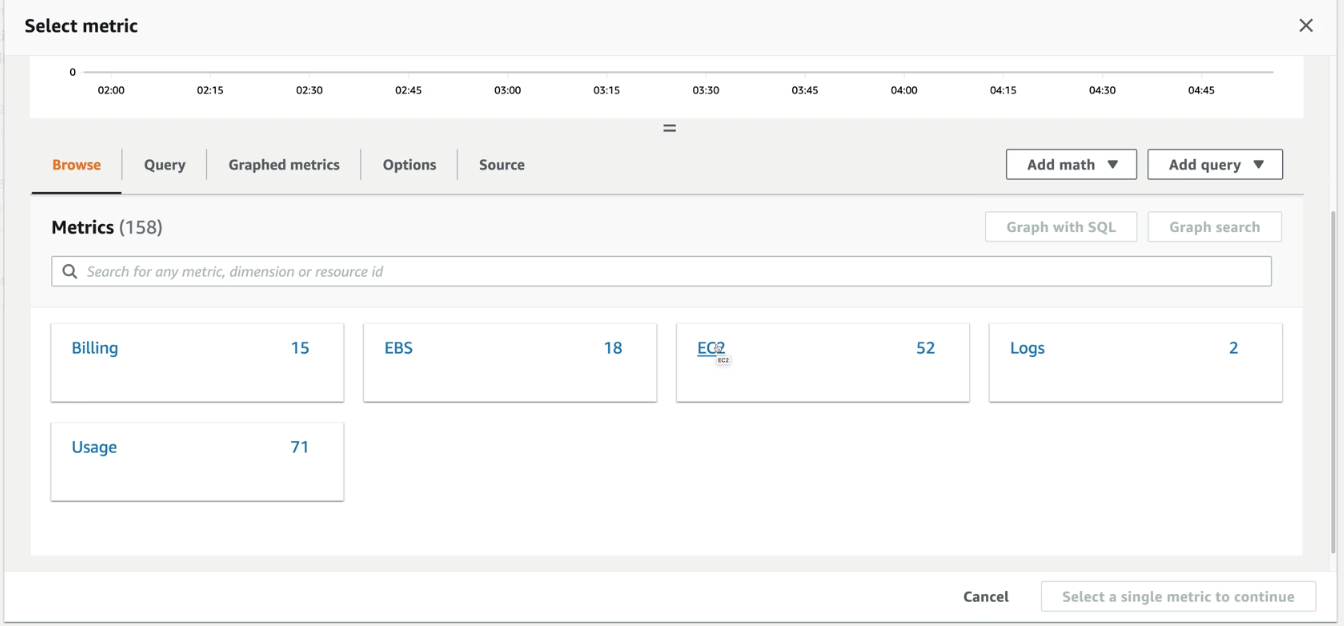 Select metric
0
02:00 02:15 02:30 02:45 03:00 03:15 03:30 03:45 04:00 04:15 04:30 04:45
Browse Query Graphed metrics Options Source Add math Add query
Metrics (158) Graph with SQL Graph search
Search for any metric, dimension or resource id
Billing 15 EBS 18 EC2 52 Logs 2
EC2
Usage 71
Cancel Select a single metric to continue